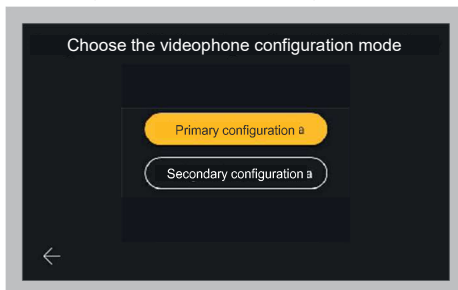 Choose the videophone configuration mode
Primary configuration a
Secondary configuration a